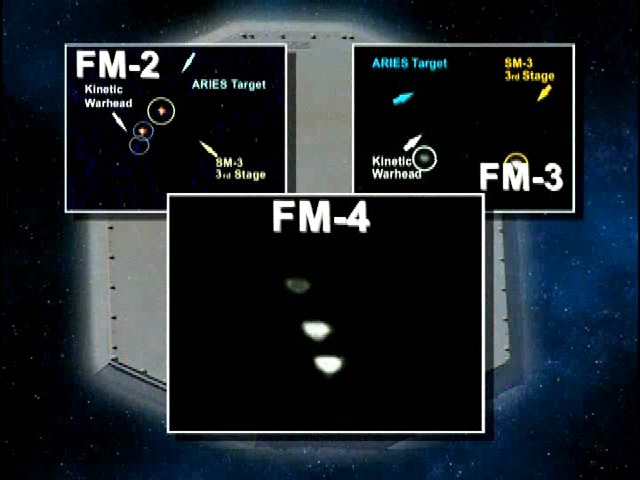 FM-2
Kinetic
Warhead
ARIES Target
SM-3
3rd Stage
ARIES Target
SM-3
3rd Stage
Kinetic
Warhead
FM-3
FM-4